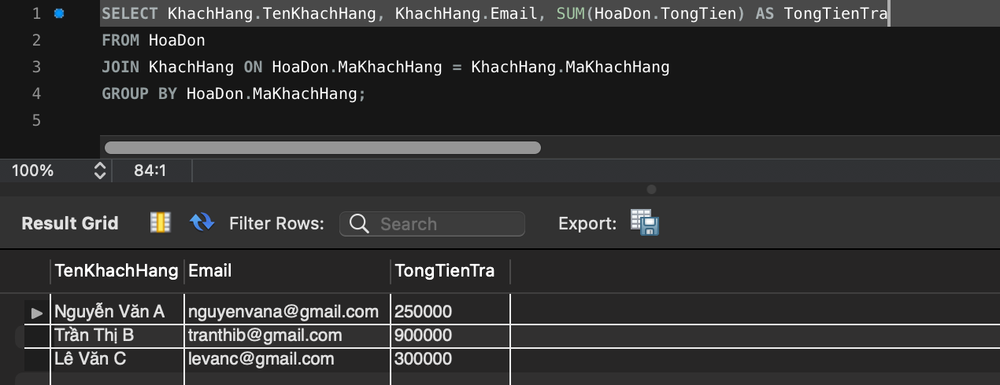 1 SELECT KhachHang.TenKhachHang, KhachHang.Email, SUM(HoaDon.TongTien) AS TongTienTra
2 FROM HoaDon
3 JOIN KhachHang ON HoaDon.MaKhachHang = KhachHang.MaKhachHang
4 GROUP BY HoaDon.MaKhachHang;
5
100% 84:1
Result Grid Filter Rows: Search Export:
TenKhachHang Email TongTienTra
Nguyễn Văn A nguyenvana@gmail.com 250000
Trần Thị B tranthib@gmail.com 900000
Lê Văn C levanc@gmail.com 300000